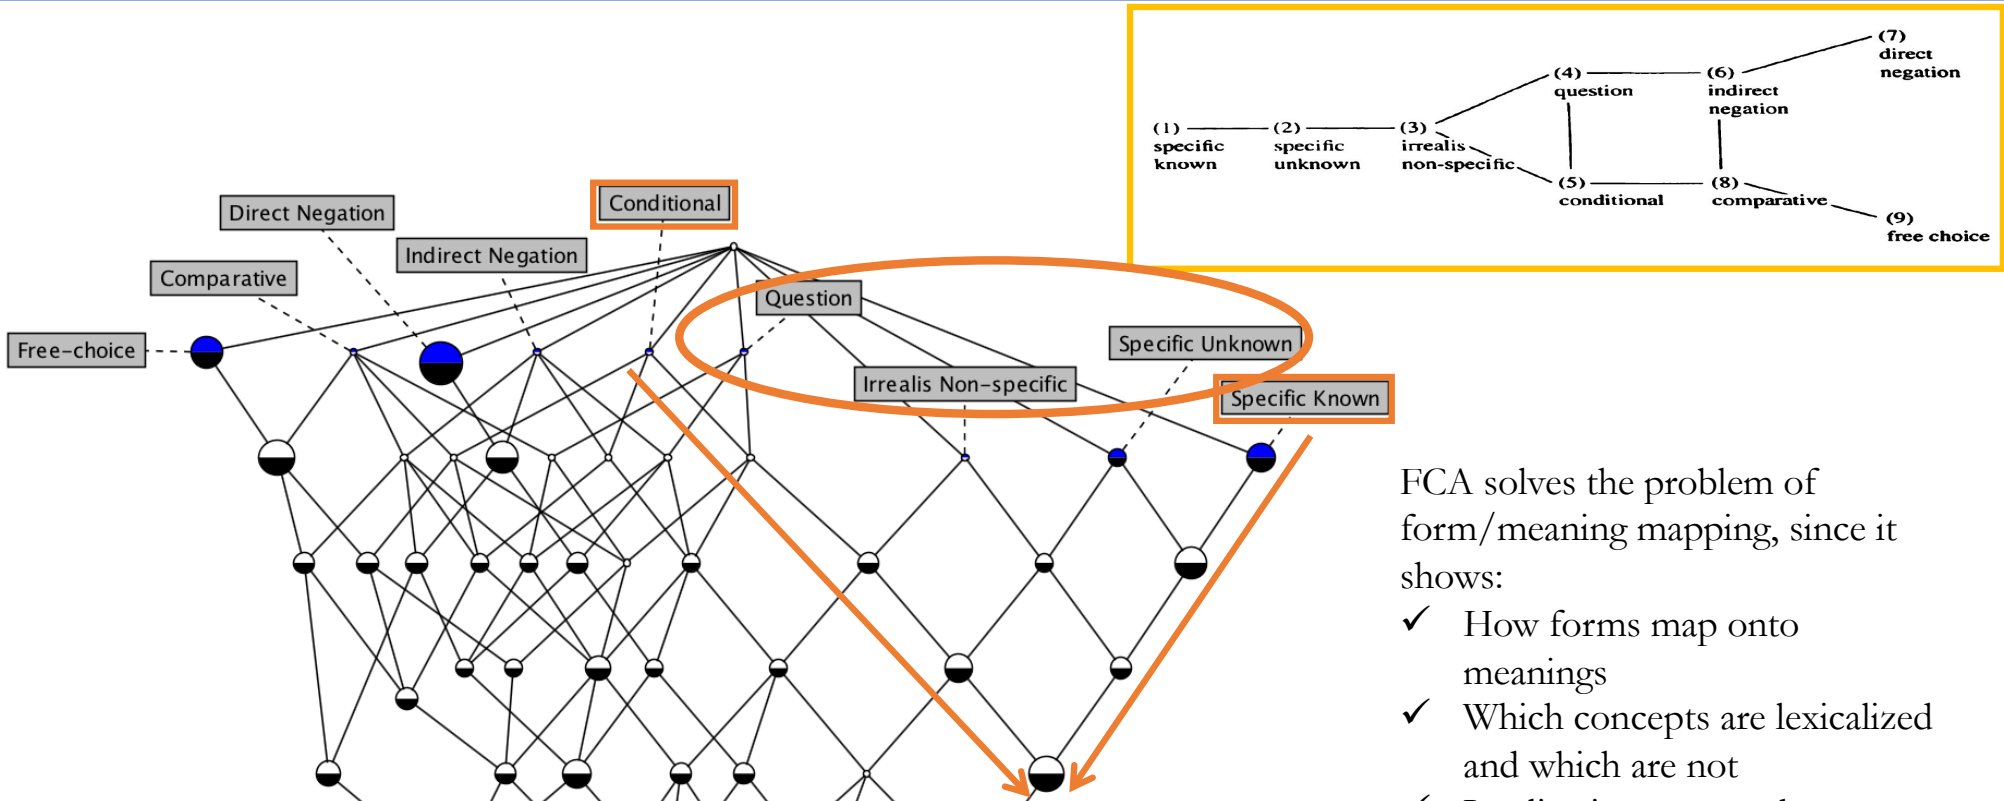 (7)
direct
negation
(4)
question
(6)
indirect
negation
(1)
specific
known
(2)
specific
unknown
(3)
irrealis
non-specific
(5)
conditional
(8)
comparative
(9)
free choice
Conditional
Direct Negation
Indirect Negation
Comparative
Question
Free-choice
Specific Unknown
Irrealis Non-specific
Specific Known
FCA solves the problem of
form/meaning mapping, since it
shows:
✓ How forms map onto
meanings
✓ Which concepts are lexicalized
and which are not